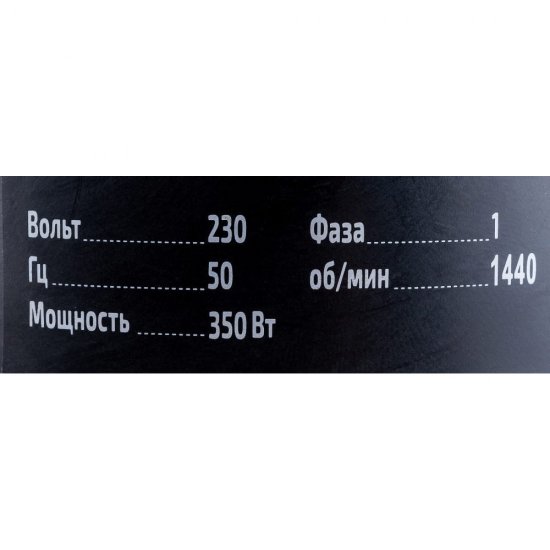 Вольт 230
Гц 50
Мощность 350 Вт
Фаза 1
об/мин 1440